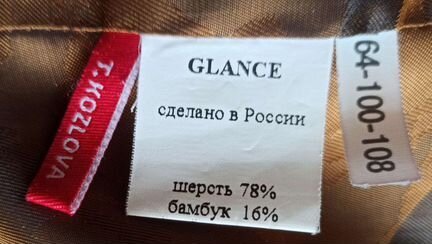 T. KOZLOVA
GLANCE
сделано в России
шерсть 78%
бамбук 16%
64-100-108